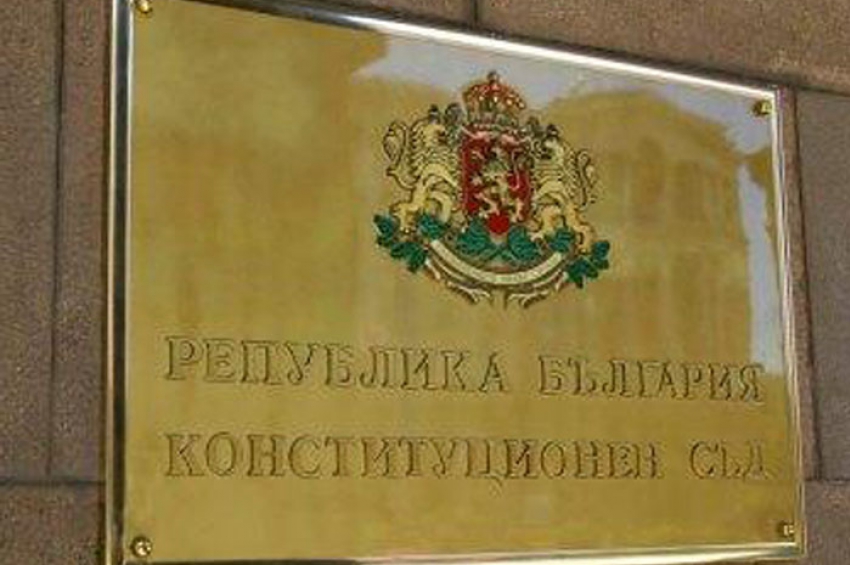 РЕПУБЛИКА БЪЛГАРИЯ
КОНСТИТУЦИОНЕН СЪД